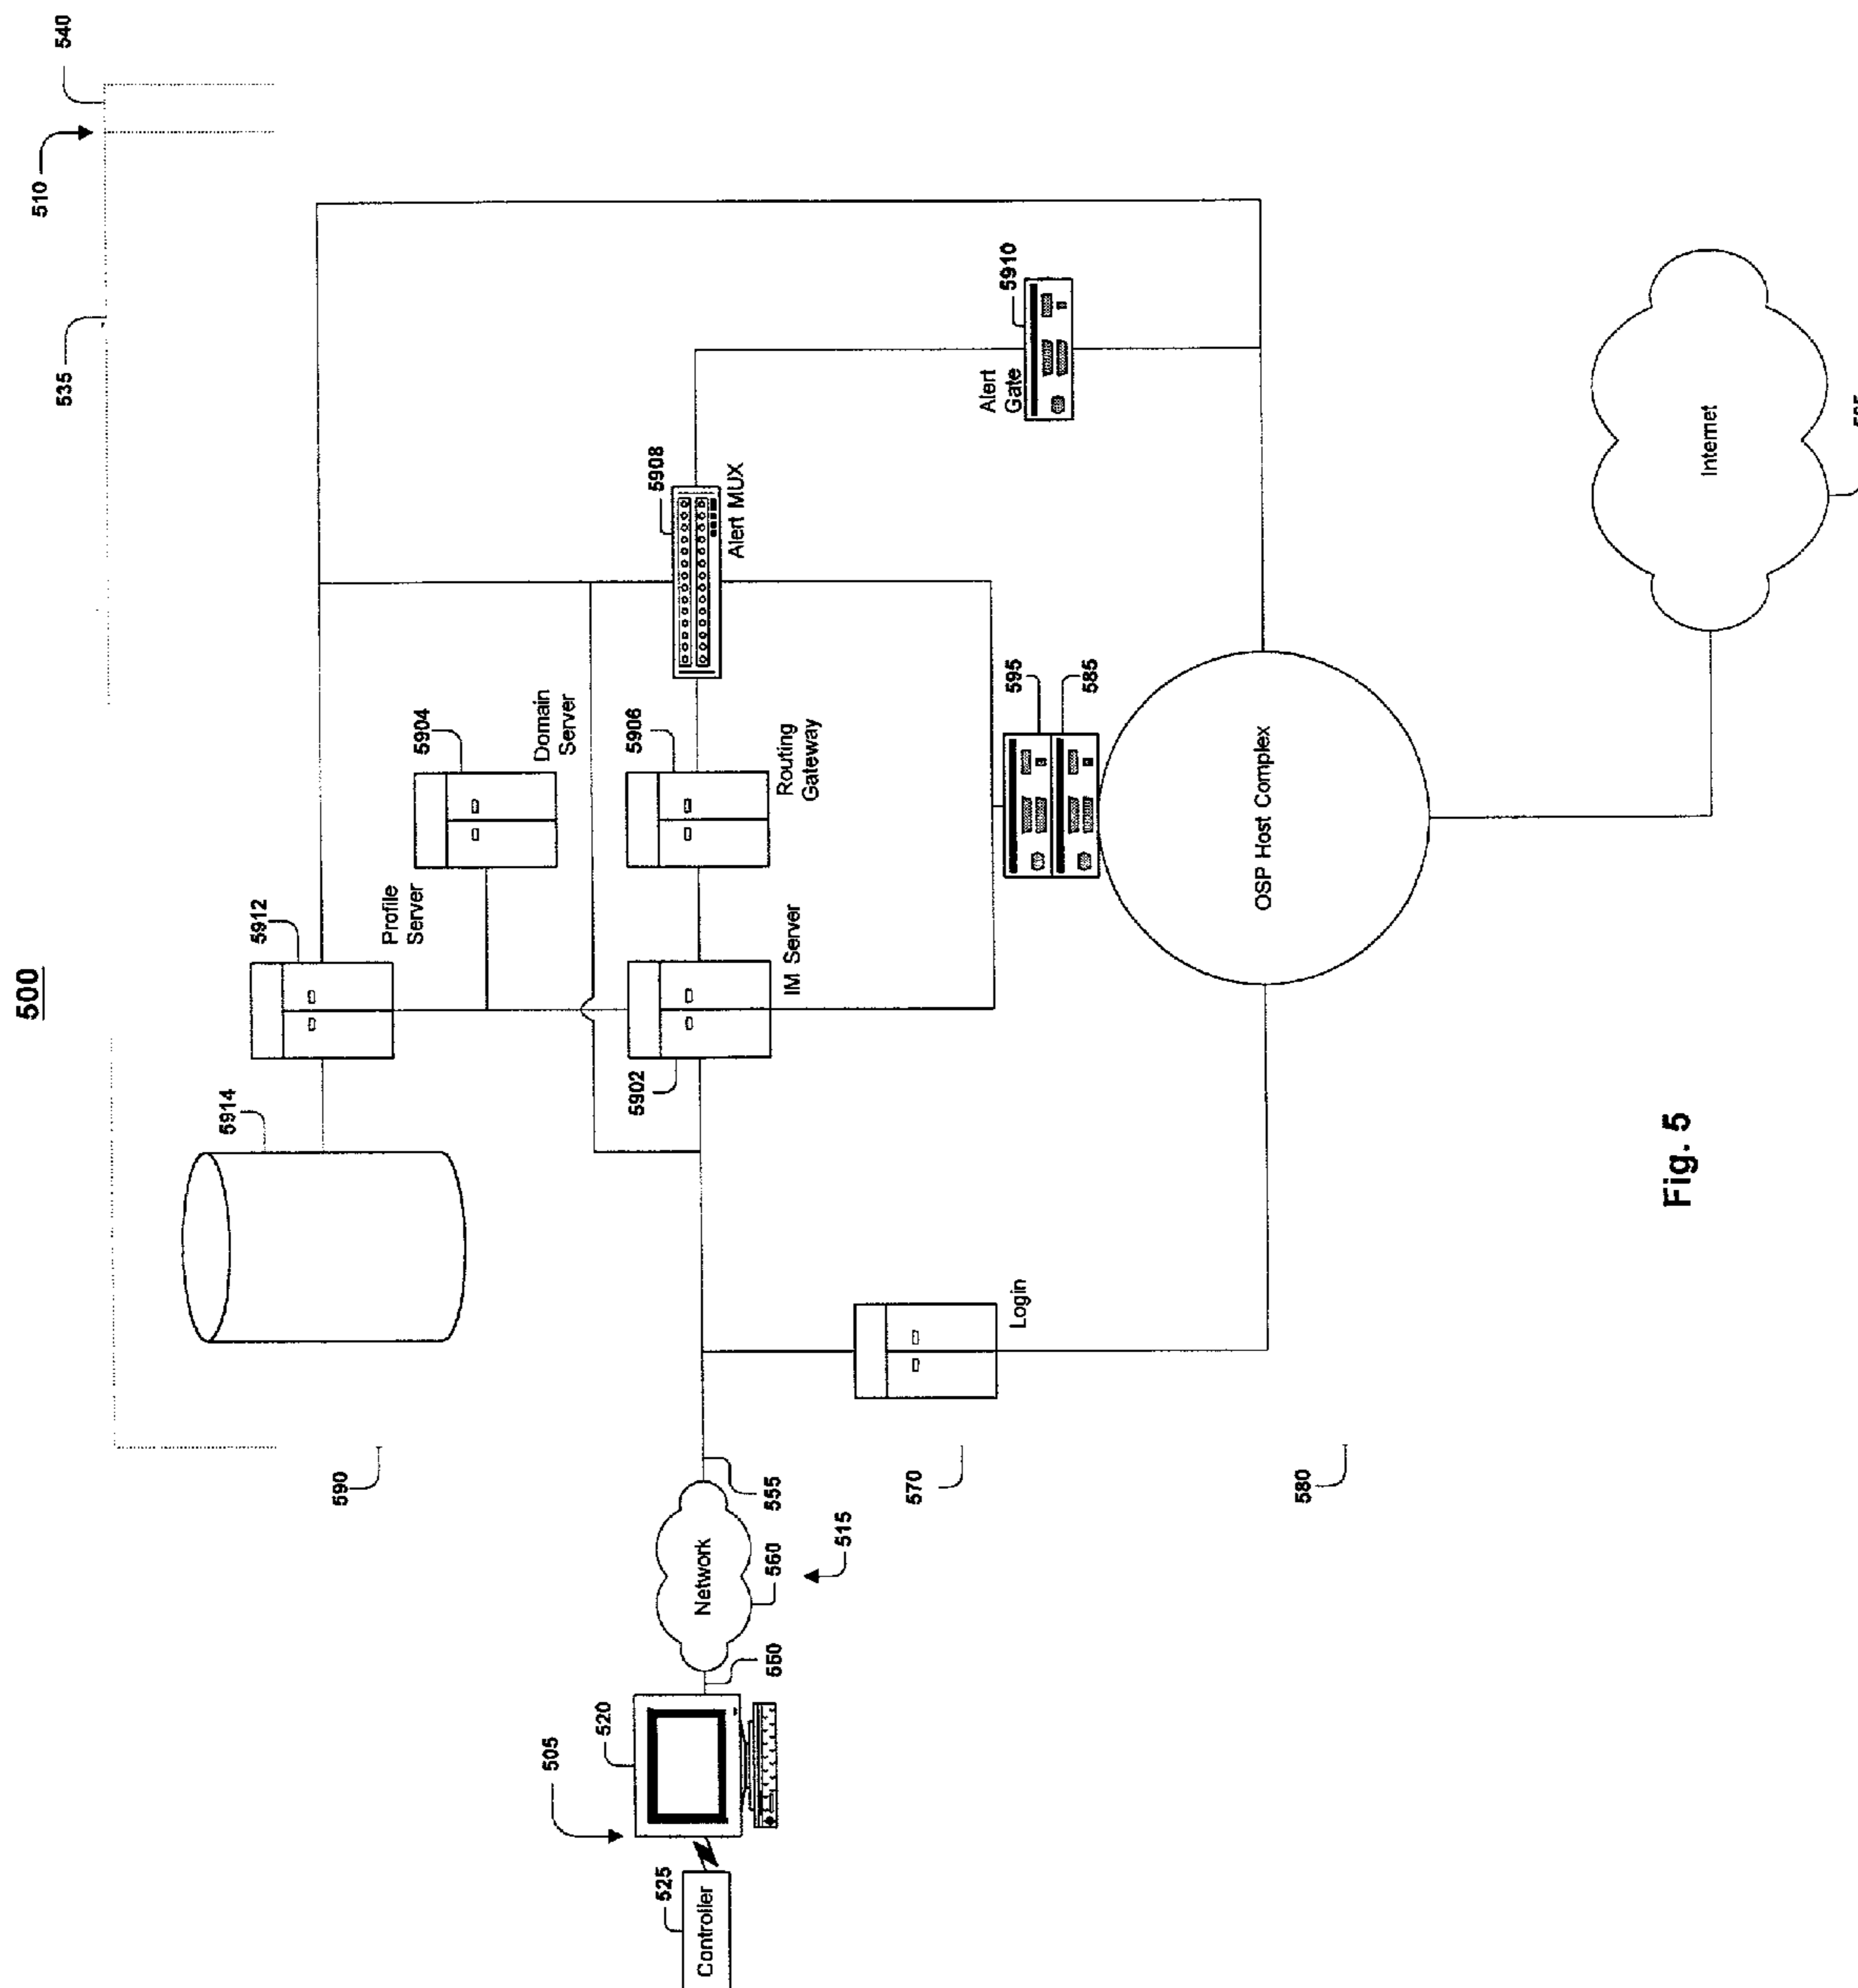 500
510
540
535
5914
5912
Profile
Server
5904
Domain
Server
5908
Alert MUX
5910
Alert
Gate
590
5902
IM Server
5906
Routing
Gateway
505
520
525
Controller
550
Network
560
515
555
570
Login
595
585
580
OSP Host Complex
Internet
Fig. 5